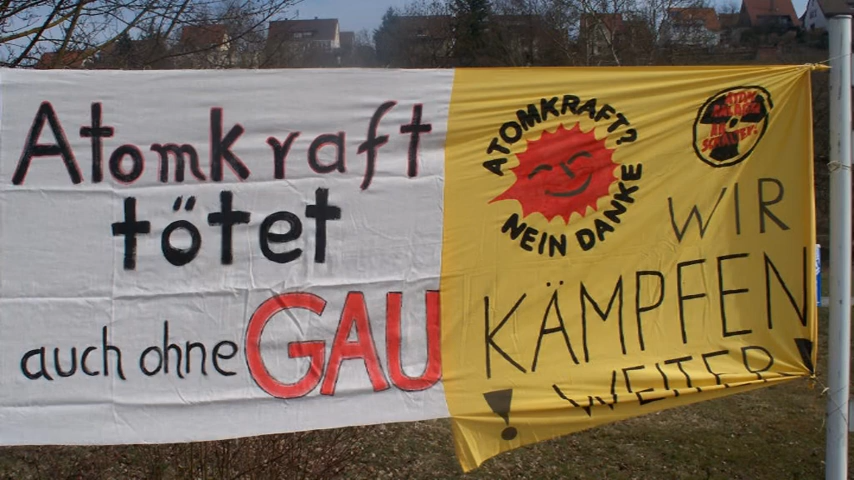 Atomkraft
tötet
auch ohne GAU
ATOMKRAFT?
NEIN DANKE
WIR
KÄMPFEN
! WEITER !